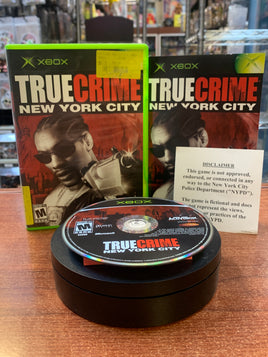 XBOX
TRUE CRIME
NEW YORK CITY
M
XBOX
TRUE CRIME
NEW YORK CITY
DISCLAIMER
This game is not approved,
endorsed, or connected in any
way to the New York City
Police Department ("NYPD").
The game is fictional and does
not represent the views,
or practices of the
NYPD.
XBOX
M
TRUE CRIME
NEW YORK CITY